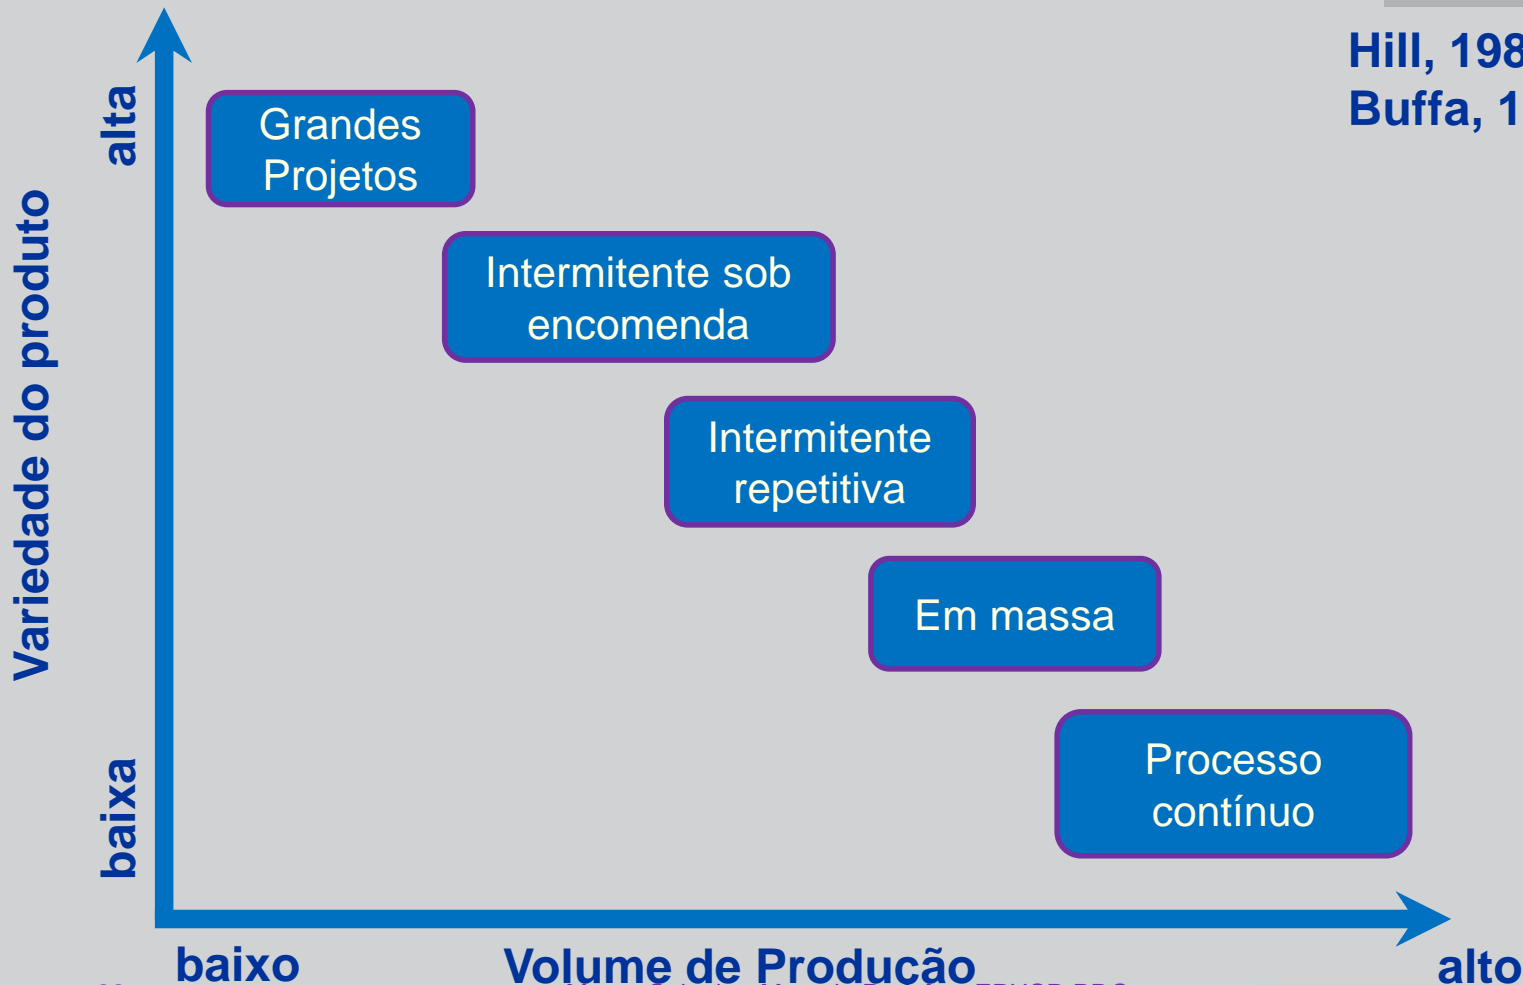 Hill, 198
Buffa, 1
alta
Grandes
Projetos
Intermitente sob
encomenda
Variedade do produto
Intermitente
repetitiva
Em massa
baixa
Processo
contínuo
baixo
Volume de Produção
alto